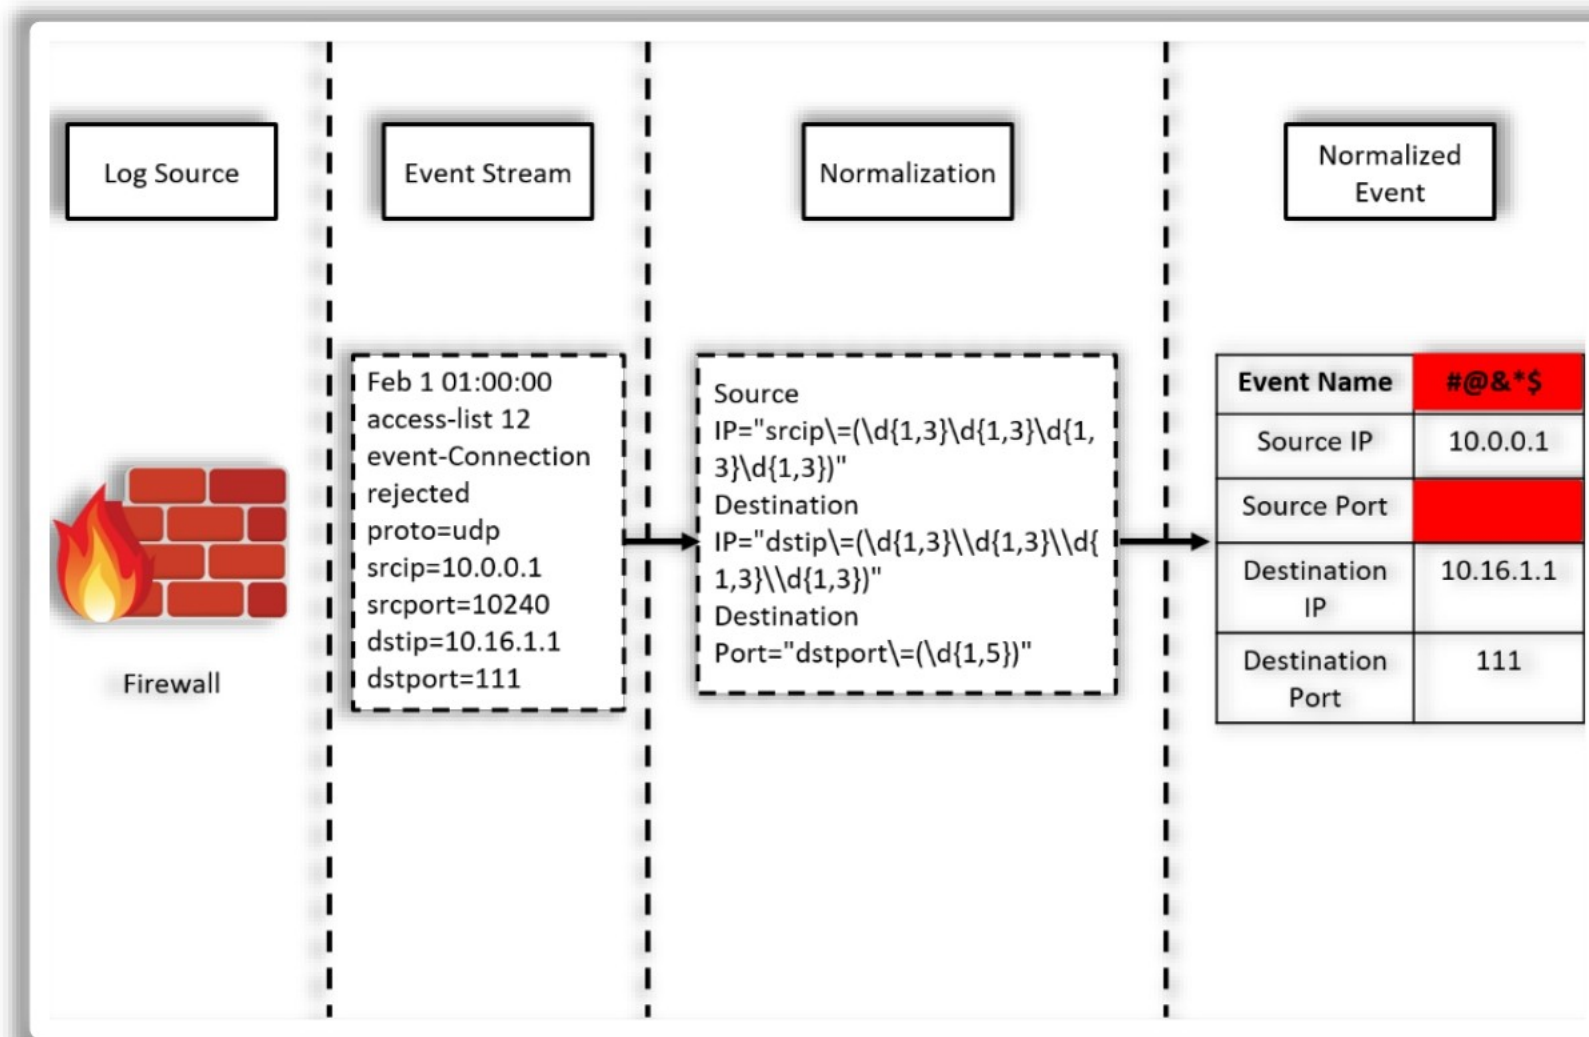 Log Source
Event Stream
Normalization
Normalized
Event
Firewall
Feb 1 01:00:00
access-list 12
event-Connection
rejected
proto=udp
srcip=10.0.0.1
srcport=10240
dstip=10.16.1.1
dstport=111
Source
IP="srcip\=(\d{1,3}\d{1,3}\d{1,
3}\d{1,3})"
Destination
IP="dstip\=(\d{1,3}\\d{1,3}\\d{
1,3}\\d{1,3})"
Destination
Port="dstport\=(\d{1,5})"
Event Name #@&*$
Source IP 10.0.0.1
Source Port
Destination 10.16.1.1
IP
Destination 111
Port